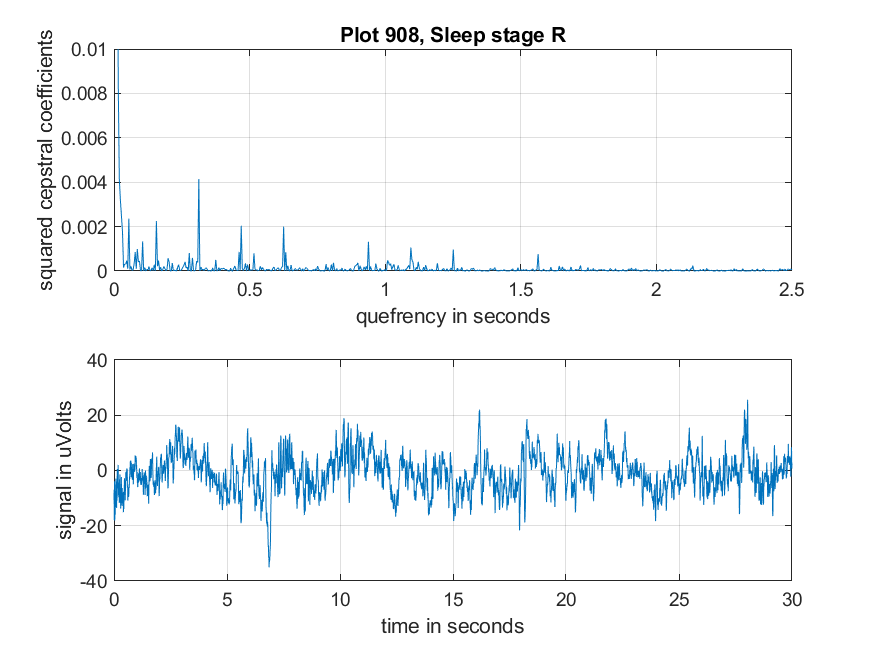 Plot 908, Sleep stage R
squared cepstral coefficients
0.01
0.008
0.006
0.004
0.002
0
0 0.5 1 1.5 2 2.5
quefrency in seconds
signal in uVolts
40
20
0
-20
-40
0 5 10 15 20 25 30
time in seconds